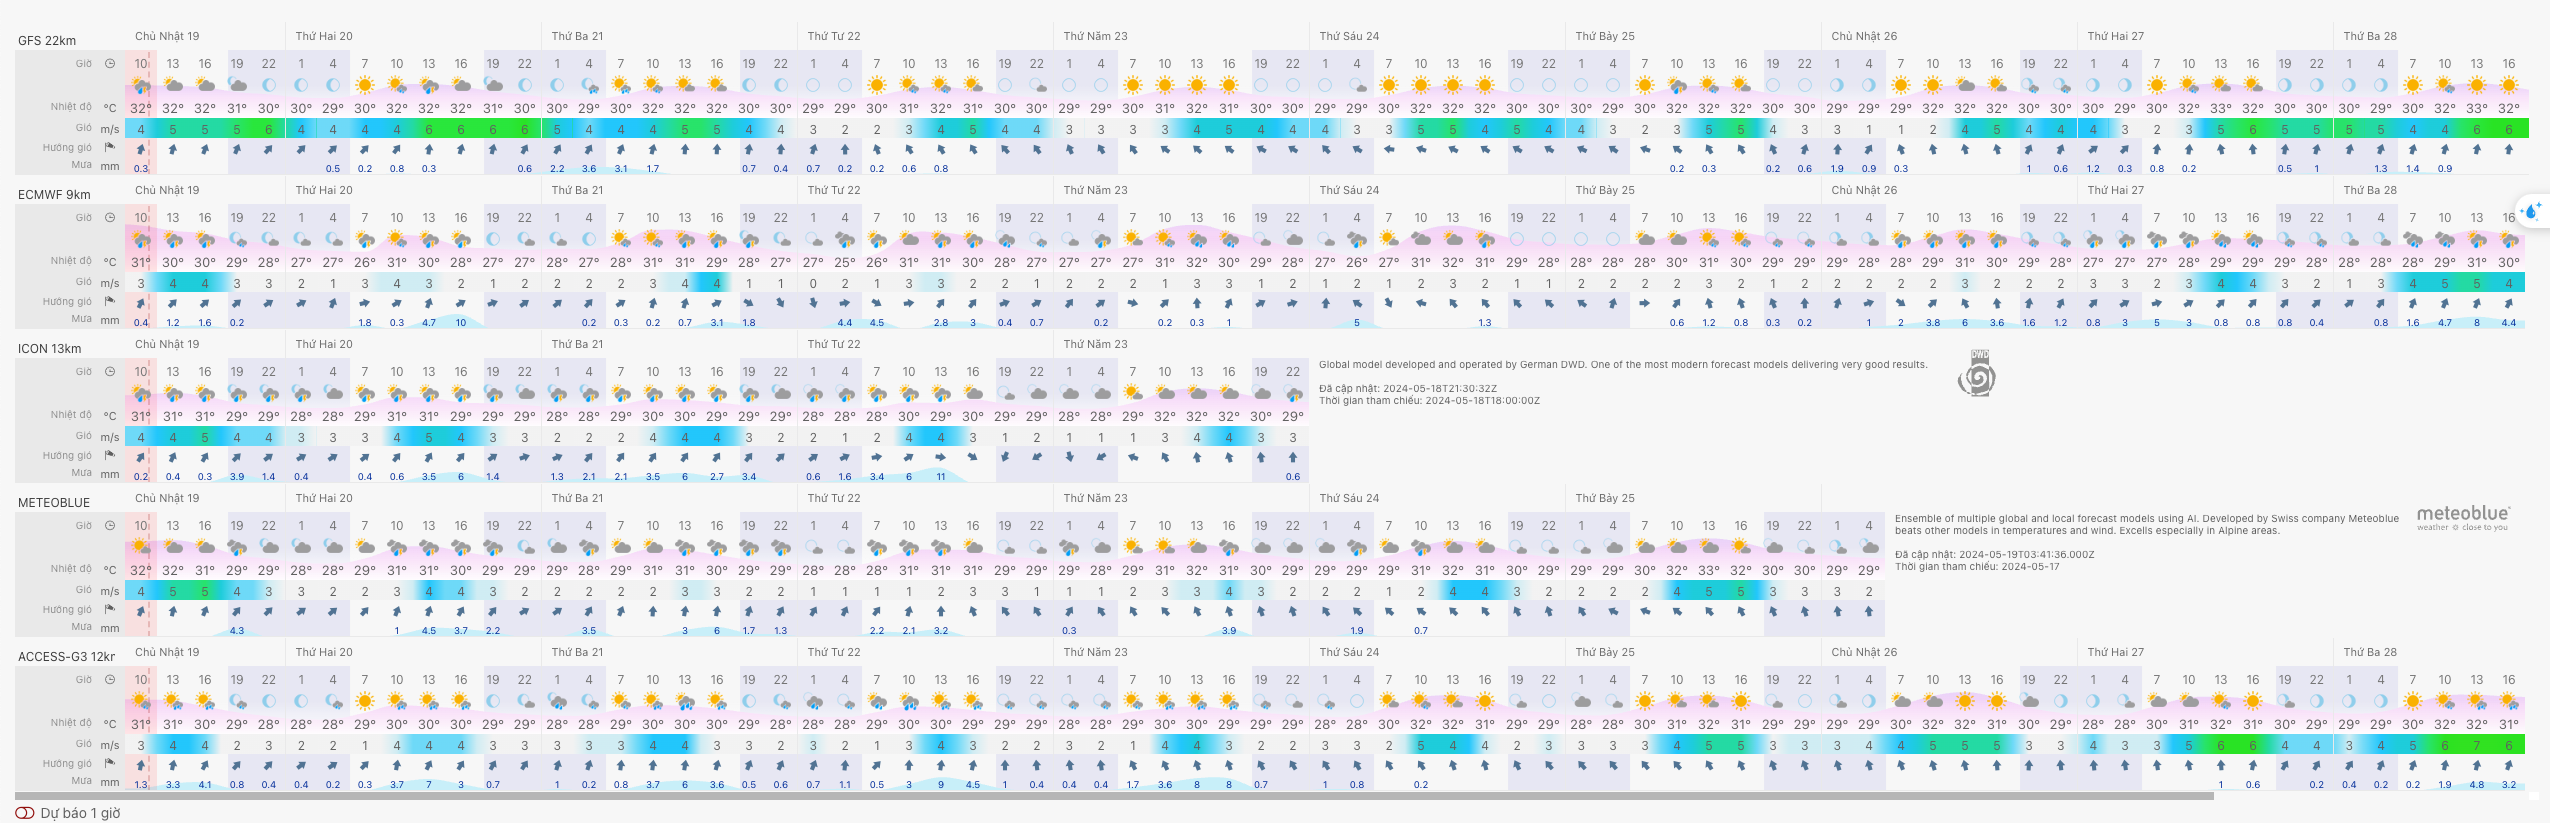 GFS 22km
Chủ Nhật 19 Thứ Hai 20 Thứ Ba 21 Thứ Tư 22 Thứ Năm 23 Thứ Sáu 24 Thứ Bảy 25 Chủ Nhật 26 Thứ Hai 27 Thứ Ba 28
Giờ 10 13 16 19 22 1 4 7 10 13 16 19 22 1 4 7 10 13 16 19 22 1 4 7 10 13 16 19 22 1 4 7 10 13 16 19 22 1 4 7 10 13 16 19 22 1 4 7 10 13 16 19 22 1 4 7 10 13 16 19 22 1 4 7 10 13 16 19 22 1 4 7 10 13 16
Nhiệt độ °C 32° 32° 32° 31° 30° 30° 29° 30° 30° 32° 32° 30° 30° 30° 29° 30° 32° 32° 32° 30° 30° 29° 29° 30° 31° 32° 31° 30° 30° 29° 29° 30° 31° 31° 31° 30° 30° 29° 29° 30° 32° 32° 31° 30° 30° 30° 29° 30° 32° 32° 32° 30° 30° 29° 29° 29° 32° 32° 32° 30° 30° 30° 29° 30° 32° 33° 32° 30° 30° 30° 29° 30° 32° 33° 32°
Gió m/s 4 5 5 5 6 4 4 4 4 6 6 6 6 5 4 4 4 5 5 4 4 3 2 2 3 4 5 4 4 3 3 3 3 4 5 4 4 4 3 3 5 5 4 5 4 4 3 2 3 5 5 4 3 3 1 1 2 4 5 4 4 4 3 2 3 5 6 5 5 5 5 4 4 6 6
Hướng gió
Mưa mm 0.3 0.5 0.2 0.8 0.3 0.6 2.2 3.6 3.1 1.7 0.7 0.4 0.7 0.2 0.2 0.6 0.8 0.2 0.3 0.2 0.6 1.9 0.9 0.3 1 0.6 1.2 0.3 0.8 0.2 0.5 1 1.3 1.4 0.9
ECMWF 9km
Chủ Nhật 19 Thứ Hai 20 Thứ Ba 21 Thứ Tư 22 Thứ Năm 23 Thứ Sáu 24 Thứ Bảy 25 Chủ Nhật 26 Thứ Hai 27 Thứ Ba 28
Giờ 10 13 16 19 22 1 4 7 10 13 16 19 22 1 4 7 10 13 16 19 22 1 4 7 10 13 16 19 22 1 4 7 10 13 16 19 22 1 4 7 10 13 16 19 22 1 4 7 10 13 16 19 22 1 4 7 10 13 16 19 22 1 4 7 10 13 16 19 22 1 4 7 10 13 16
Nhiệt độ °C 31° 30° 30° 29° 28° 27° 27° 26° 30° 30° 28° 27° 27° 28° 27° 28° 31° 31° 29° 28° 27° 27° 25° 26° 31° 31° 30° 28° 27° 27° 27° 27° 31° 32° 30° 28° 28° 27° 26° 27° 31° 32° 31° 29° 28° 28° 28° 28° 30° 31° 30° 29° 29° 28° 28° 28° 29° 31° 29° 28° 28° 27° 27° 27° 29° 30° 30° 29° 29° 28° 28° 28° 29° 31° 30°
Gió m/s 3 4 4 3 3 2 1 3 4 3 2 1 2 2 2 2 3 4 4 1 1 0 2 1 3 3 2 2 1 2 2 2 1 3 3 1 2 1 2 1 2 3 2 1 1 2 2 2 2 3 2 1 2 2 2 2 2 3 2 2 2 3 3 2 3 4 4 3 2 1 3 4 5 5 4
Hướng gió
Mưa mm 0.4 1.2 1.6 0.2 1.8 0.3 4.7 10 0.2 0.3 0.2 0.7 3.1 1.8 4.4 4.5 2.8 3 0.4 0.7 0.2 0.2 0.3 1 5 1.3 0.6 1.2 0.8 0.3 0.2 1 2 3.8 6 3.6 1.6 1.2 0.8 3 5 3 0.8 0.8 0.8 0.4 0.8 1.6 4.7 8 4.4
ICON 13km
Chủ Nhật 19 Thứ Hai 20 Thứ Ba 21 Thứ Tư 22 Thứ Năm 23
Giờ 10 13 16 19 22 1 4 7 10 13 16 19 22 1 4 7 10 13 16 19 22 1 4 7 10 13 16 19 22 1 4 7 10 13 16 19 22
Nhiệt độ °C 31° 31° 31° 29° 29° 28° 28° 28° 31° 31° 29° 29° 29° 28° 28° 29° 30° 30° 29° 29° 28° 28° 28° 28° 30° 31° 30° 29° 29° 28° 28° 29° 32° 32° 32° 30° 29°
Gió m/s 4 4 5 4 4 3 3 3 4 5 4 3 3 2 2 2 4 4 4 3 2 2 1 2 4 4 3 1 2 1 1 1 3 4 4 3 3
Hướng gió
Mưa mm 0.2 0.4 0.3 3.9 1.4 0.4 0.4 0.6 3.5 6 1.4 1.3 2.1 2.1 3.5 6 2.7 3.4 0.6 1.6 3.4 6 11 0.6
Global model developed and operated by German DWD. One of the most modern forecast models delivering very good results.
Đã cập nhật: 2024-05-18T21:30:32Z
Thời gian tham chiếu: 2024-05-18T18:00:00Z
DWD
METEOBLUE
Chủ Nhật 19 Thứ Hai 20 Thứ Ba 21 Thứ Tư 22 Thứ Năm 23 Thứ Sáu 24 Thứ Bảy 25
Giờ 10 13 16 19 22 1 4 7 10 13 16 19 22 1 4 7 10 13 16 19 22 1 4 7 10 13 16 19 22 1 4 7 10 13 16 19 22 1 4 7 10 13 16 19 22 1 4 7 10 13 16 19 22 1 4
Nhiệt độ °C 32° 32° 31° 29° 29° 28° 28° 29° 31° 31° 30° 29° 29° 29° 28° 29° 31° 31° 30° 29° 29° 28° 28° 29° 31° 31° 31° 29° 29° 29° 28° 29° 31° 32° 31° 30° 29° 29° 29° 29° 31° 33° 32° 30° 29° 29° 29° 30° 32° 33° 32° 30° 30° 29° 29°
Gió m/s 4 5 5 4 3 3 2 2 3 4 4 3 2 2 2 2 2 3 3 2 2 1 1 1 1 2 3 3 1 1 1 2 3 3 4 3 2 2 2 1 2 4 4 3 2 2 2 2 4 5 5 3 3 3 2
Hướng gió
Mưa mm 4.3 1 4.5 3.7 2.2 3.5 3 6 1.7 1.3 2.2 2.1 3.2 0.3 3.9 1.9 0.7
Ensemble of multiple global and local forecast models using AI. Developed by Swiss company Meteoblue
beats other models in temperatures and wind. Excells especially in Alpine areas.
Đã cập nhật: 2024-05-19T03:41:36.000Z
Thời gian tham chiếu: 2024-05-17
meteoblue
weather close to you
ACCESS-G3 12kr
Chủ Nhật 19 Thứ Hai 20 Thứ Ba 21 Thứ Tư 22 Thứ Năm 23 Thứ Sáu 24 Thứ Bảy 25 Chủ Nhật 26 Thứ Hai 27 Thứ Ba 28
Giờ 10 13 16 19 22 1 4 7 10 13 16 19 22 1 4 7 10 13 16 19 22 1 4 7 10 13 16 19 22 1 4 7 10 13 16 19 22 1 4 7 10 13 16 19 22 1 4 7 10 13 16 19 22 1 4 7 10 13 16 19 22 1 4 7 10 13 16 19 22 1 4 7 10 13 16
Nhiệt độ °C 31° 31° 30° 29° 28° 28° 28° 29° 30° 30° 30° 29° 29° 29° 28° 29° 30° 30° 30° 29° 29° 28° 28° 29° 30° 30° 30° 29° 29° 29° 29° 29° 30° 30° 30° 29° 29° 28° 28° 30° 32° 32° 31° 29° 29° 28° 28° 30° 31° 32° 31° 30° 29° 29° 29° 30° 31° 31° 31° 30° 29° 29° 29° 30° 31° 32° 32° 30° 29° 29° 29° 30° 32° 32° 31°
Gió m/s 3 4 4 2 3 2 2 1 4 4 4 3 3 3 3 3 4 4 3 3 2 3 2 1 3 4 3 2 2 3 2 1 4 4 3 2 2 3 3 2 5 4 4 2 3 3 3 3 4 5 5 3 3 3 4 4 5 5 5 3 3 4 3 3 5 6 6 4 4 3 4 5 6 7 6
Hướng gió
Mưa mm 1.3 3.3 4.1 0.8 0.4 0.4 0.2 0.3 3.7 7 3 0.7 1 0.2 0.8 3.7 6 3.6 0.5 0.6 0.7 1.1 0.5 3 9 4.5 1 0.4 0.4 0.4 1.7 3.6 8 8 0.7 1 0.8 0.2 1 0.6 0.2 0.4 0.2 0.2 1.9 4.8 3.2
Dự báo 1 giờ